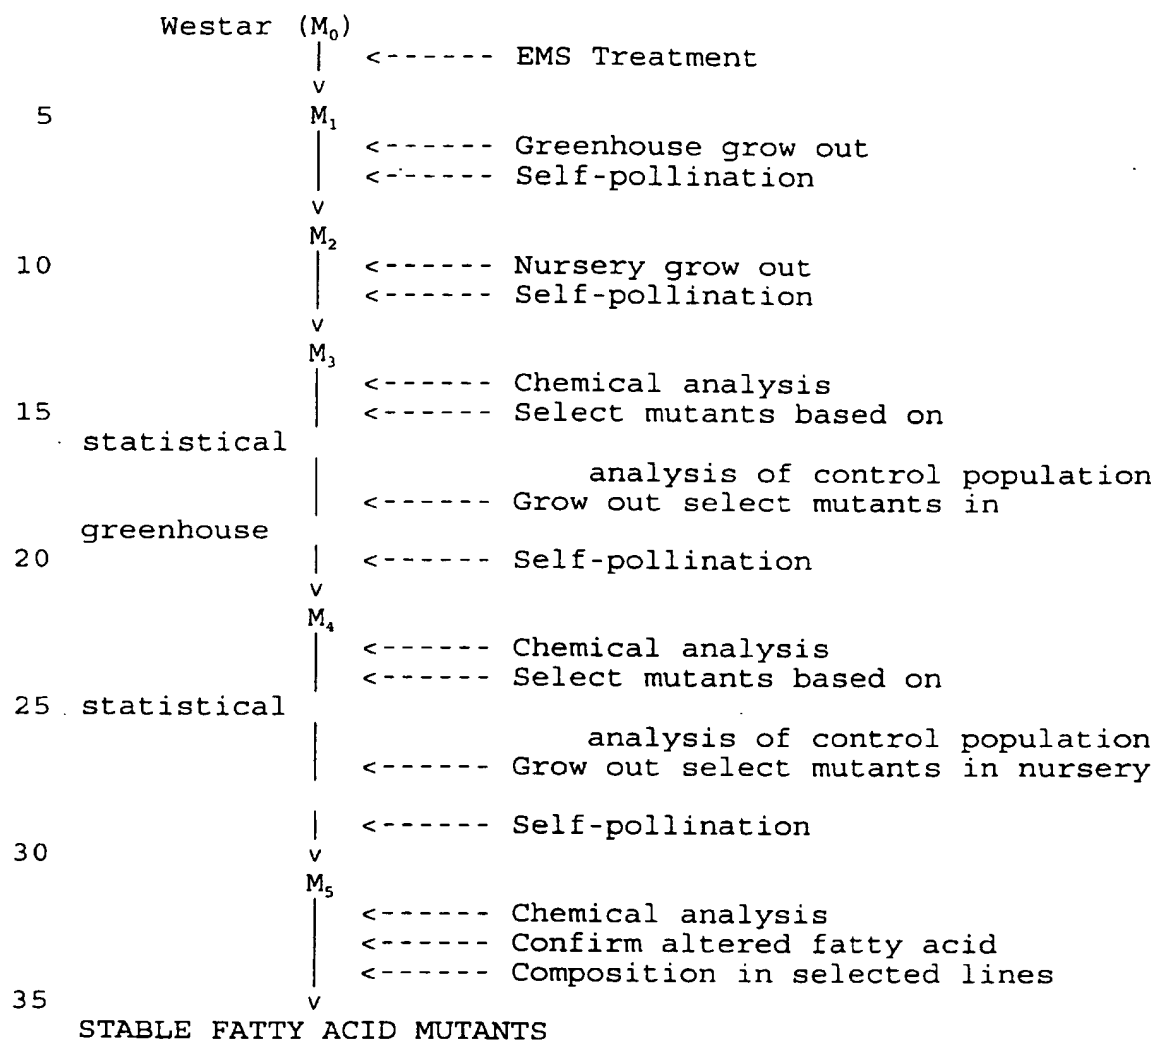 Westar (M₀)
<------ EMS Treatment
v
5 M₁
<------ Greenhouse grow out
<------ Self-pollination
v
M₂
10 <------ Nursery grow out
<------ Self-pollination
v
M₃
<------ Chemical analysis
15 <------ Select mutants based on
statistical
analysis of control population
<------ Grow out select mutants in
greenhouse
20 <------ Self-pollination
v
M₄
<------ Chemical analysis
<------ Select mutants based on
25 statistical
analysis of control population
<------ Grow out select mutants in nursery
<------ Self-pollination
30 v
M₅
<------ Chemical analysis
<------ Confirm altered fatty acid
<------ Composition in selected lines
35 v
STABLE FATTY ACID MUTANTS